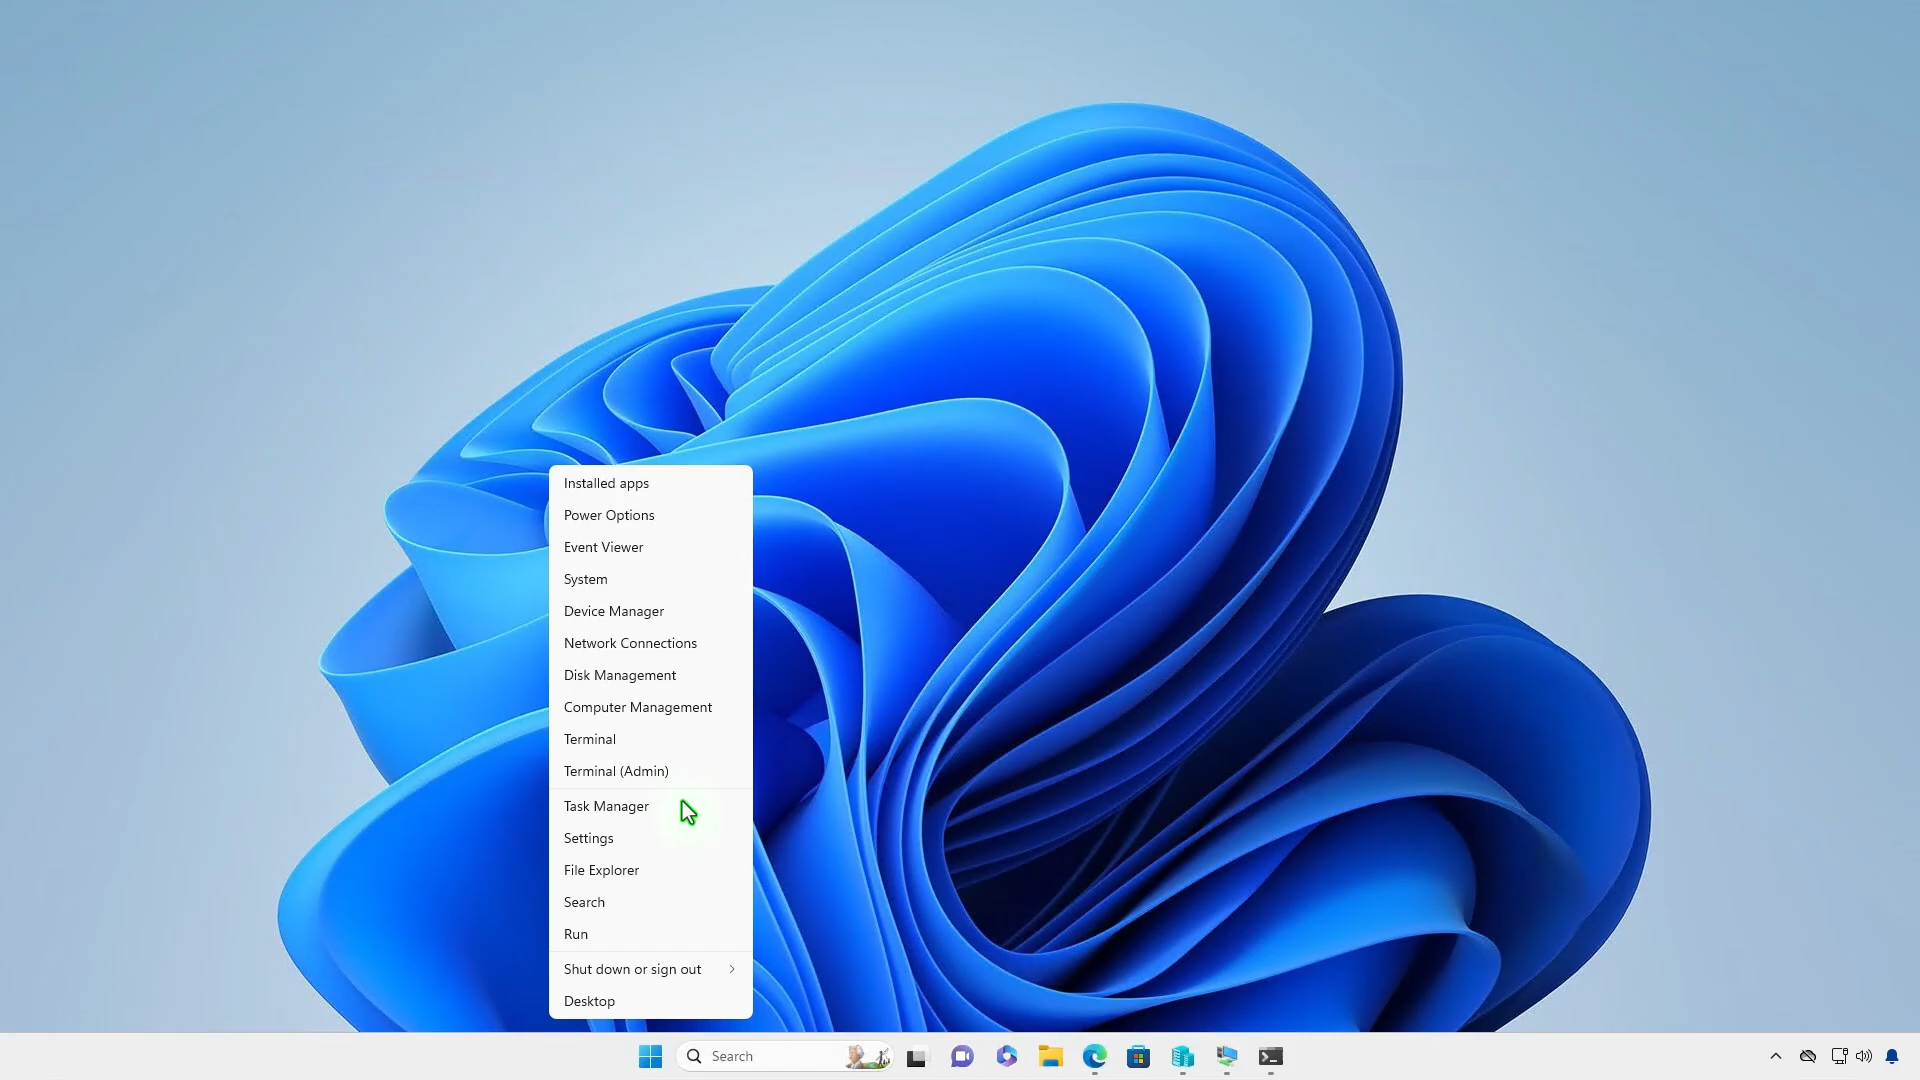 Installed apps
Power Options
Event Viewer
System
Device Manager
Network Connections
Disk Management
Computer Management
Terminal
Terminal (Admin)
Task Manager
Settings
File Explorer
Search
Run
Shut down or sign out
Desktop
Search